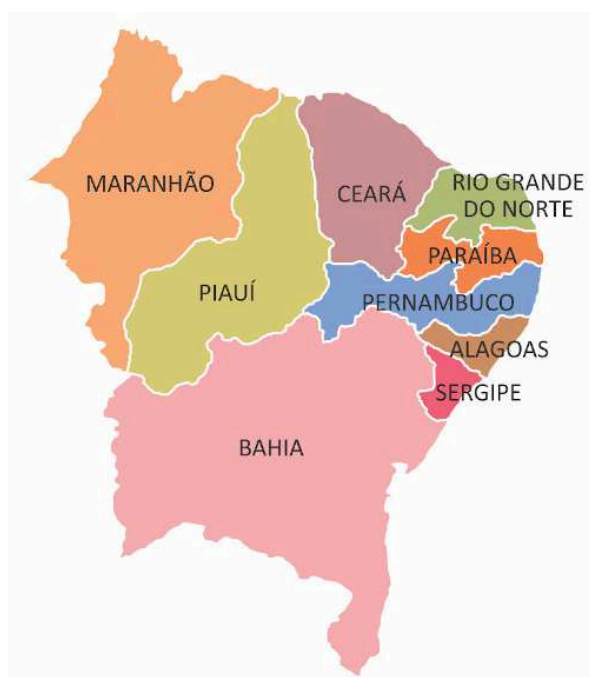 MARANHÃO
CEARÁ
RIO GRANDE
DO NORTE
PARAÍBA
PIAUÍ
PERNAMBUCO
ALAGOAS
SERGIPE
BAHIA